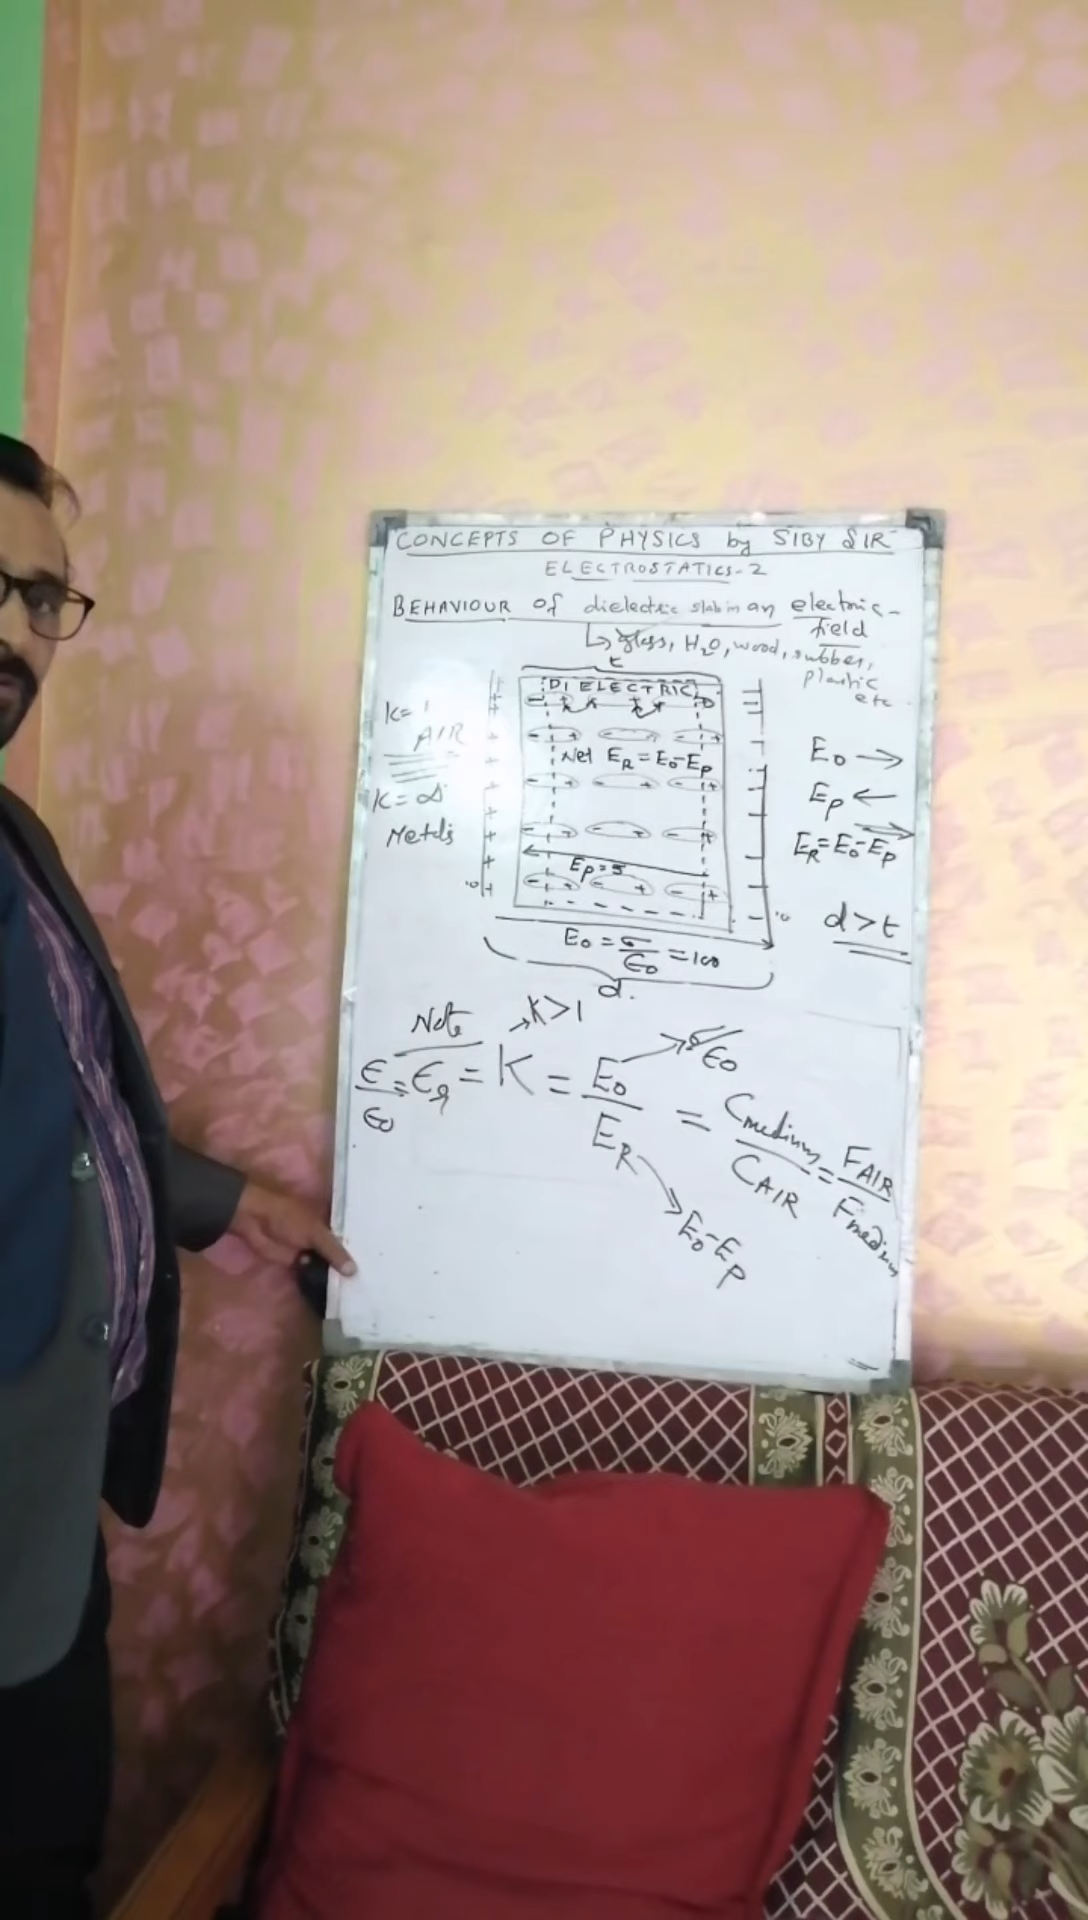 CONCEPTS OF PHYSICS by SIBY SIR
ELECTROSTATICS-2
BEHAVIOUR OF dielectric slab in an electric field
↳ glass, H2O, wood, rubber, plastic etc
t
DIELECTRIC
K=1
AIR
K=∞
Metals
Net ER=E0-Ep
Ep=5
E0 →
Ep ←
ER=E0-Ep
d>t
E0=σ/ε0=100
d.
Note
K>1
ε/ε0=εr=K=E0/ER=Cmedium/CAIR=FAIR/Fmedium
σ/ε0
E0-Ep